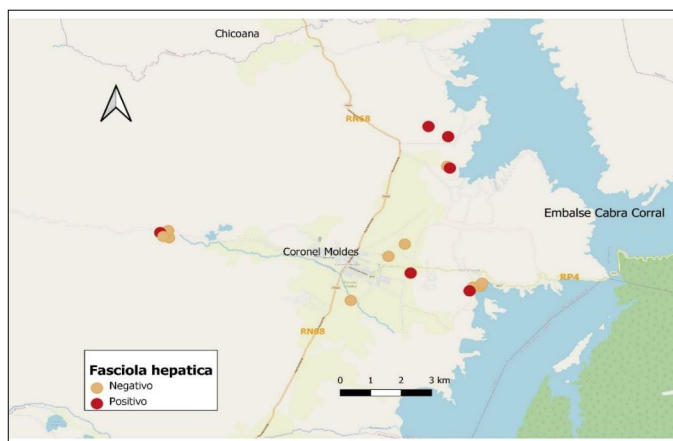 Chicoana
RN68
Embalse Cabra Corral
Coronel Moldes
RP4
RN68
Fasciola hepatica
Negativo
Positivo
0 1 2 3 km